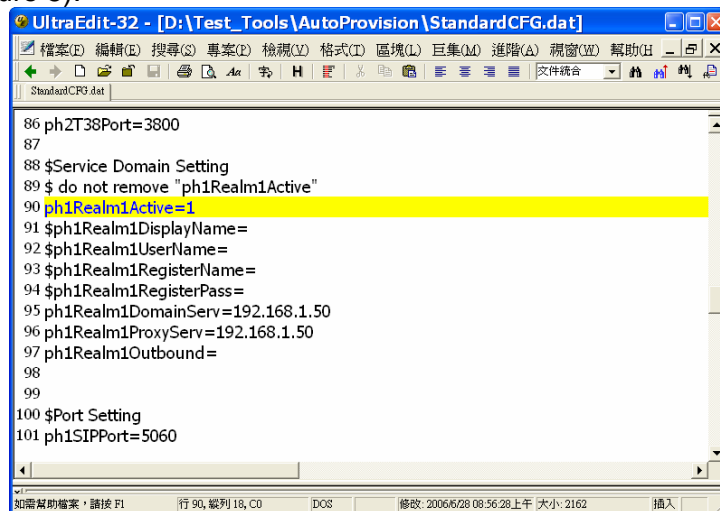 UltraEdit-32 - [D:\Test_Tools\AutoProvision\StandardCFG.dat]
檔案(F) 編輯(E) 搜尋(S) 專案(P) 檢視(V) 格式(T) 區塊(L) 巨集(M) 進階(A) 視窗(W) 幫助(H
文件統合
StandardCFG.dat
86 ph2T38Port=3800
87
88 $Service Domain Setting
89 $ do not remove "ph1Realm1Active"
90 ph1Realm1Active=1
91 $ph1Realm1DisplayName=
92 $ph1Realm1UserName=
93 $ph1Realm1RegisterName=
94 $ph1Realm1RegisterPass=
95 ph1Realm1DomainServ=192.168.1.50
96 ph1Realm1ProxyServ=192.168.1.50
97 ph1Realm1Outbound=
98
99
100 $Port Setting
101 ph1SIPPort=5060
如需幫助檔案，請按 F1 行 90, 縱列 18, C0 DOS 修改: 2006/6/28 08:56:28上午 大小: 2162 插入